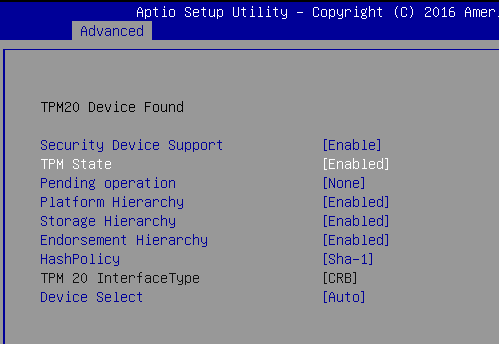 Aptio Setup Utility – Copyright (C) 2016 Amer
Advanced
TPM20 Device Found
Security Device Support [Enable]
TPM State [Enabled]
Pending operation [None]
Platform Hierarchy [Enabled]
Storage Hierarchy [Enabled]
Endorsement Hierarchy [Enabled]
HashPolicy [Sha-1]
TPM 20 InterfaceType [CRB]
Device Select [Auto]